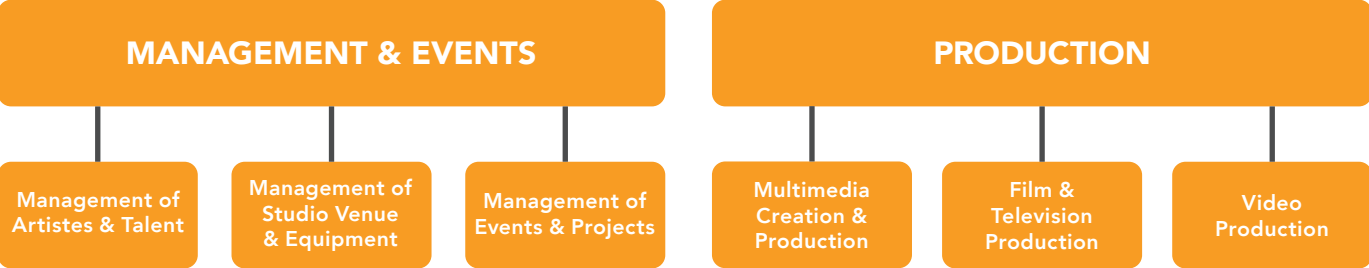 MANAGEMENT & EVENTS
Management of
Artistes & Talent
Management of
Studio Venue
& Equipment
Management of
Events & Projects
PRODUCTION
Multimedia
Creation &
Production
Film &
Television
Production
Video
Production